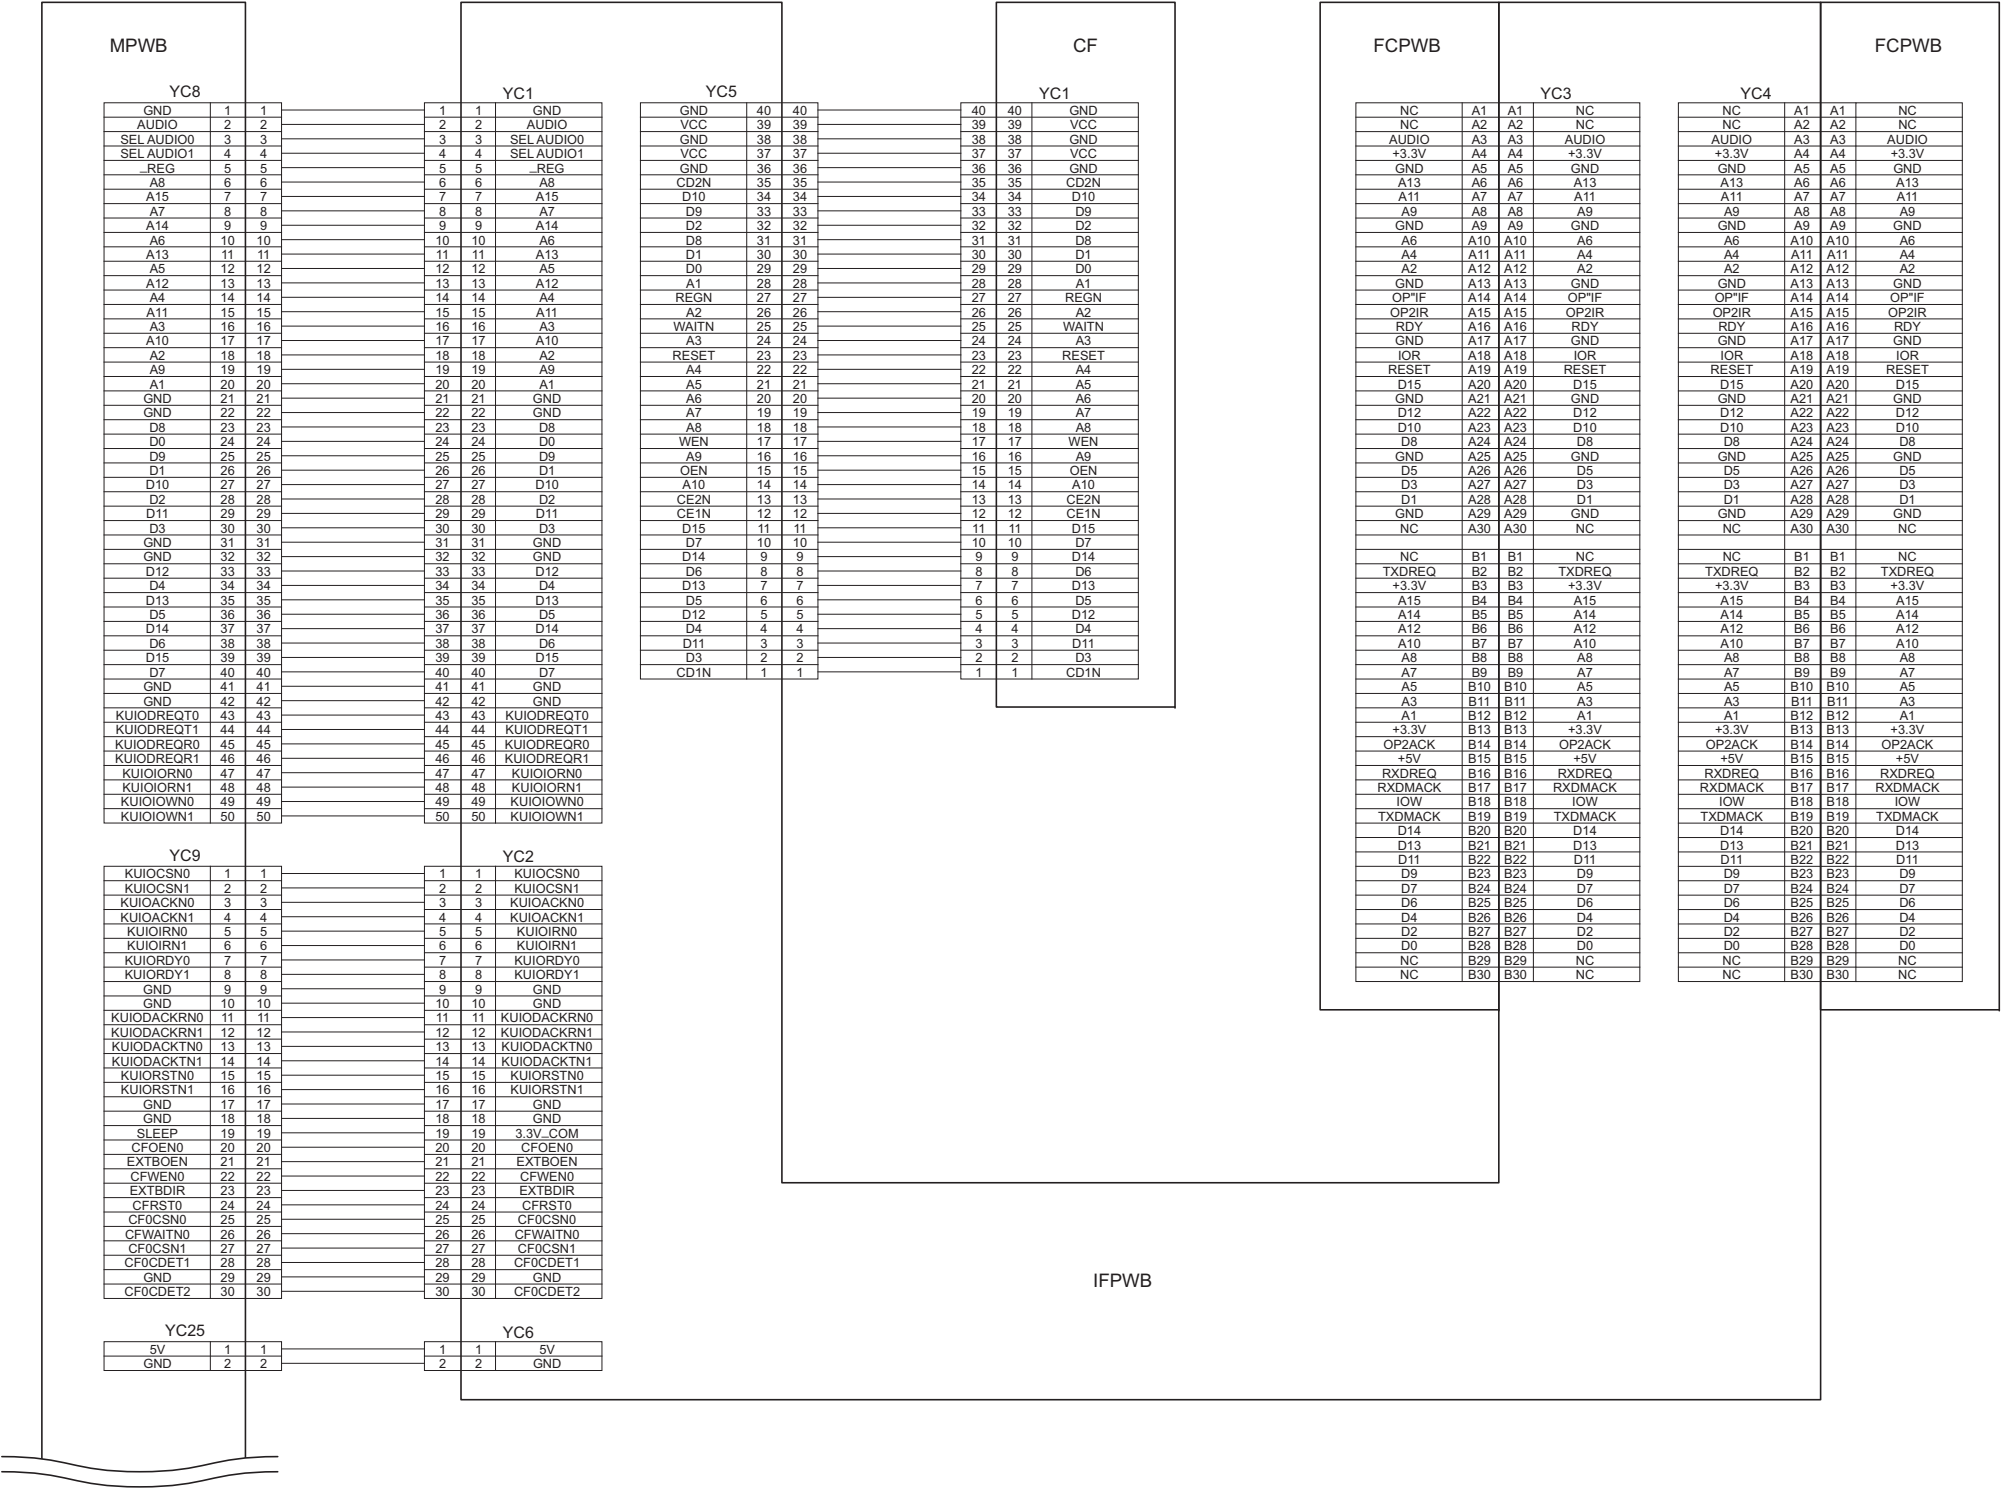 MPWB
YC8
GND 1 1
AUDIO 2 2
SEL AUDIO0 3 3
SEL AUDIO1 4 4
_REG 5 5
A8 6 6
A15 7 7
A7 8 8
A14 9 9
A6 10 10
A13 11 11
A5 12 12
A12 13 13
A4 14 14
A11 15 15
A3 16 16
A10 17 17
A2 18 18
A9 19 19
A1 20 20
GND 21 21
GND 22 22
D8 23 23
D0 24 24
D9 25 25
D1 26 26
D10 27 27
D2 28 28
D11 29 29
D3 30 30
GND 31 31
GND 32 32
D12 33 33
D4 34 34
D13 35 35
D5 36 36
D14 37 37
D6 38 38
D15 39 39
D7 40 40
GND 41 41
GND 42 42
KUIODREQT0 43 43
KUIODREQT1 44 44
KUIODREQR0 45 45
KUIODREQR1 46 46
KUIOIORN0 47 47
KUIOIORN1 48 48
KUIOIOWN0 49 49
KUIOIOWN1 50 50
YC9
KUIOCSN0 1 1
KUIOCSN1 2 2
KUIOACKN0 3 3
KUIOACKN1 4 4
KUIOIRN0 5 5
KUIOIRN1 6 6
KUIORDY0 7 7
KUIORDY1 8 8
GND 9 9
GND 10 10
KUIODACKRN0 11 11
KUIODACKRN1 12 12
KUIODACKTN0 13 13
KUIODACKTN1 14 14
KUIORSTN0 15 15
KUIORSTN1 16 16
GND 17 17
GND 18 18
SLEEP 19 19
CFOEN0 20 20
EXTBOEN 21 21
CFWEN0 22 22
EXTBDIR 23 23
CFRST0 24 24
CF0CSN0 25 25
CFWAITN0 26 26
CF0CSN1 27 27
CF0CDET1 28 28
GND 29 29
CF0CDET2 30 30
YC25
5V 1 1
GND 2 2
YC1
1 1 GND
2 2 AUDIO
3 3 SEL AUDIO0
4 4 SEL AUDIO1
5 5 _REG
6 6 A8
7 7 A15
8 8 A7
9 9 A14
10 10 A6
11 11 A13
12 12 A5
13 13 A12
14 14 A4
15 15 A11
16 16 A3
17 17 A10
18 18 A2
19 19 A9
20 20 A1
21 21 GND
22 22 GND
23 23 D8
24 24 D0
25 25 D9
26 26 D1
27 27 D10
28 28 D2
29 29 D11
30 30 D3
31 31 GND
32 32 GND
33 33 D12
34 34 D4
35 35 D13
36 36 D5
37 37 D14
38 38 D6
39 39 D15
40 40 D7
41 41 GND
42 42 GND
43 43 KUIODREQT0
44 44 KUIODREQT1
45 45 KUIODREQR0
46 46 KUIODREQR1
47 47 KUIOIORN0
48 48 KUIOIORN1
49 49 KUIOIOWN0
50 50 KUIOIOWN1
YC2
1 1 KUIOCSN0
2 2 KUIOCSN1
3 3 KUIOACKN0
4 4 KUIOACKN1
5 5 KUIOIRN0
6 6 KUIOIRN1
7 7 KUIORDY0
8 8 KUIORDY1
9 9 GND
10 10 GND
11 11 KUIODACKRN0
12 12 KUIODACKRN1
13 13 KUIODACKTN0
14 14 KUIODACKTN1
15 15 KUIORSTN0
16 16 KUIORSTN1
17 17 GND
18 18 GND
19 19 3.3V_COM
20 20 CFOEN0
21 21 EXTBOEN
22 22 CFWEN0
23 23 EXTBDIR
24 24 CFRST0
25 25 CF0CSN0
26 26 CFWAITN0
27 27 CF0CSN1
28 28 CF0CDET1
29 29 GND
30 30 CF0CDET2
YC6
1 1 5V
2 2 GND
YC5
GND 40 40
VCC 39 39
GND 38 38
VCC 37 37
GND 36 36
CD2N 35 35
D10 34 34
D9 33 33
D2 32 32
D8 31 31
D1 30 30
D0 29 29
A1 28 28
REGN 27 27
A2 26 26
WAITN 25 25
A3 24 24
RESET 23 23
A4 22 22
A5 21 21
A6 20 20
A7 19 19
A8 18 18
WEN 17 17
A9 16 16
OEN 15 15
A10 14 14
CE2N 13 13
CE1N 12 12
D15 11 11
D7 10 10
D14 9 9
D6 8 8
D13 7 7
D5 6 6
D12 5 5
D4 4 4
D11 3 3
D3 2 2
CD1N 1 1
CF
YC1
40 40 GND
39 39 VCC
38 38 GND
37 37 VCC
36 36 GND
35 35 CD2N
34 34 D10
33 33 D9
32 32 D2
31 31 D8
30 30 D1
29 29 D0
28 28 A1
27 27 REGN
26 26 A2
25 25 WAITN
24 24 A3
23 23 RESET
22 22 A4
21 21 A5
20 20 A6
19 19 A7
18 18 A8
17 17 WEN
16 16 A9
15 15 OEN
14 14 A10
13 13 CE2N
12 12 CE1N
11 11 D15
10 10 D7
9 9 D14
8 8 D6
7 7 D13
6 6 D5
5 5 D12
4 4 D4
3 3 D11
2 2 D3
1 1 CD1N
FCPWB
YC3
NC A1 A1 NC
NC A2 A2 NC
AUDIO A3 A3 AUDIO
+3.3V A4 A4 +3.3V
GND A5 A5 GND
A13 A6 A6 A13
A11 A7 A7 A11
A9 A8 A8 A9
GND A9 A9 GND
A6 A10 A10 A6
A4 A11 A11 A4
A2 A12 A12 A2
GND A13 A13 GND
OP"IF A14 A14 OP"IF
OP2IR A15 A15 OP2IR
RDY A16 A16 RDY
GND A17 A17 GND
IOR A18 A18 IOR
RESET A19 A19 RESET
D15 A20 A20 D15
GND A21 A21 GND
D12 A22 A22 D12
D10 A23 A23 D10
D8 A24 A24 D8
GND A25 A25 GND
D5 A26 A26 D5
D3 A27 A27 D3
D1 A28 A28 D1
GND A29 A29 GND
NC A30 A30 NC
NC B1 B1 NC
TXDREQ B2 B2 TXDREQ
+3.3V B3 B3 +3.3V
A15 B4 B4 A15
A14 B5 B5 A14
A12 B6 B6 A12
A10 B7 B7 A10
A8 B8 B8 A8
A7 B9 B9 A7
A5 B10 B10 A5
A3 B11 B11 A3
A1 B12 B12 A1
+3.3V B13 B13 +3.3V
OP2ACK B14 B14 OP2ACK
+5V B15 B15 +5V
RXDREQ B16 B16 RXDREQ
RXDMACK B17 B17 RXDMACK
IOW B18 B18 IOW
TXDMACK B19 B19 TXDMACK
D14 B20 B20 D14
D13 B21 B21 D13
D11 B22 B22 D11
D9 B23 B23 D9
D7 B24 B24 D7
D6 B25 B25 D6
D4 B26 B26 D4
D2 B27 B27 D2
D0 B28 B28 D0
NC B29 B29 NC
NC B30 B30 NC
FCPWB
YC4
NC A1 A1 NC
NC A2 A2 NC
AUDIO A3 A3 AUDIO
+3.3V A4 A4 +3.3V
GND A5 A5 GND
A13 A6 A6 A13
A11 A7 A7 A11
A9 A8 A8 A9
GND A9 A9 GND
A6 A10 A10 A6
A4 A11 A11 A4
A2 A12 A12 A2
GND A13 A13 GND
OP"IF A14 A14 OP"IF
OP2IR A15 A15 OP2IR
RDY A16 A16 RDY
GND A17 A17 GND
IOR A18 A18 IOR
RESET A19 A19 RESET
D15 A20 A20 D15
GND A21 A21 GND
D12 A22 A22 D12
D10 A23 A23 D10
D8 A24 A24 D8
GND A25 A25 GND
D5 A26 A26 D5
D3 A27 A27 D3
D1 A28 A28 D1
GND A29 A29 GND
NC A30 A30 NC
NC B1 B1 NC
TXDREQ B2 B2 TXDREQ
+3.3V B3 B3 +3.3V
A15 B4 B4 A15
A14 B5 B5 A14
A12 B6 B6 A12
A10 B7 B7 A10
A8 B8 B8 A8
A7 B9 B9 A7
A5 B10 B10 A5
A3 B11 B11 A3
A1 B12 B12 A1
+3.3V B13 B13 +3.3V
OP2ACK B14 B14 OP2ACK
+5V B15 B15 +5V
RXDREQ B16 B16 RXDREQ
RXDMACK B17 B17 RXDMACK
IOW B18 B18 IOW
TXDMACK B19 B19 TXDMACK
D14 B20 B20 D14
D13 B21 B21 D13
D11 B22 B22 D11
D9 B23 B23 D9
D7 B24 B24 D7
D6 B25 B25 D6
D4 B26 B26 D4
D2 B27 B27 D2
D0 B28 B28 D0
NC B29 B29 NC
NC B30 B30 NC
IFPWB